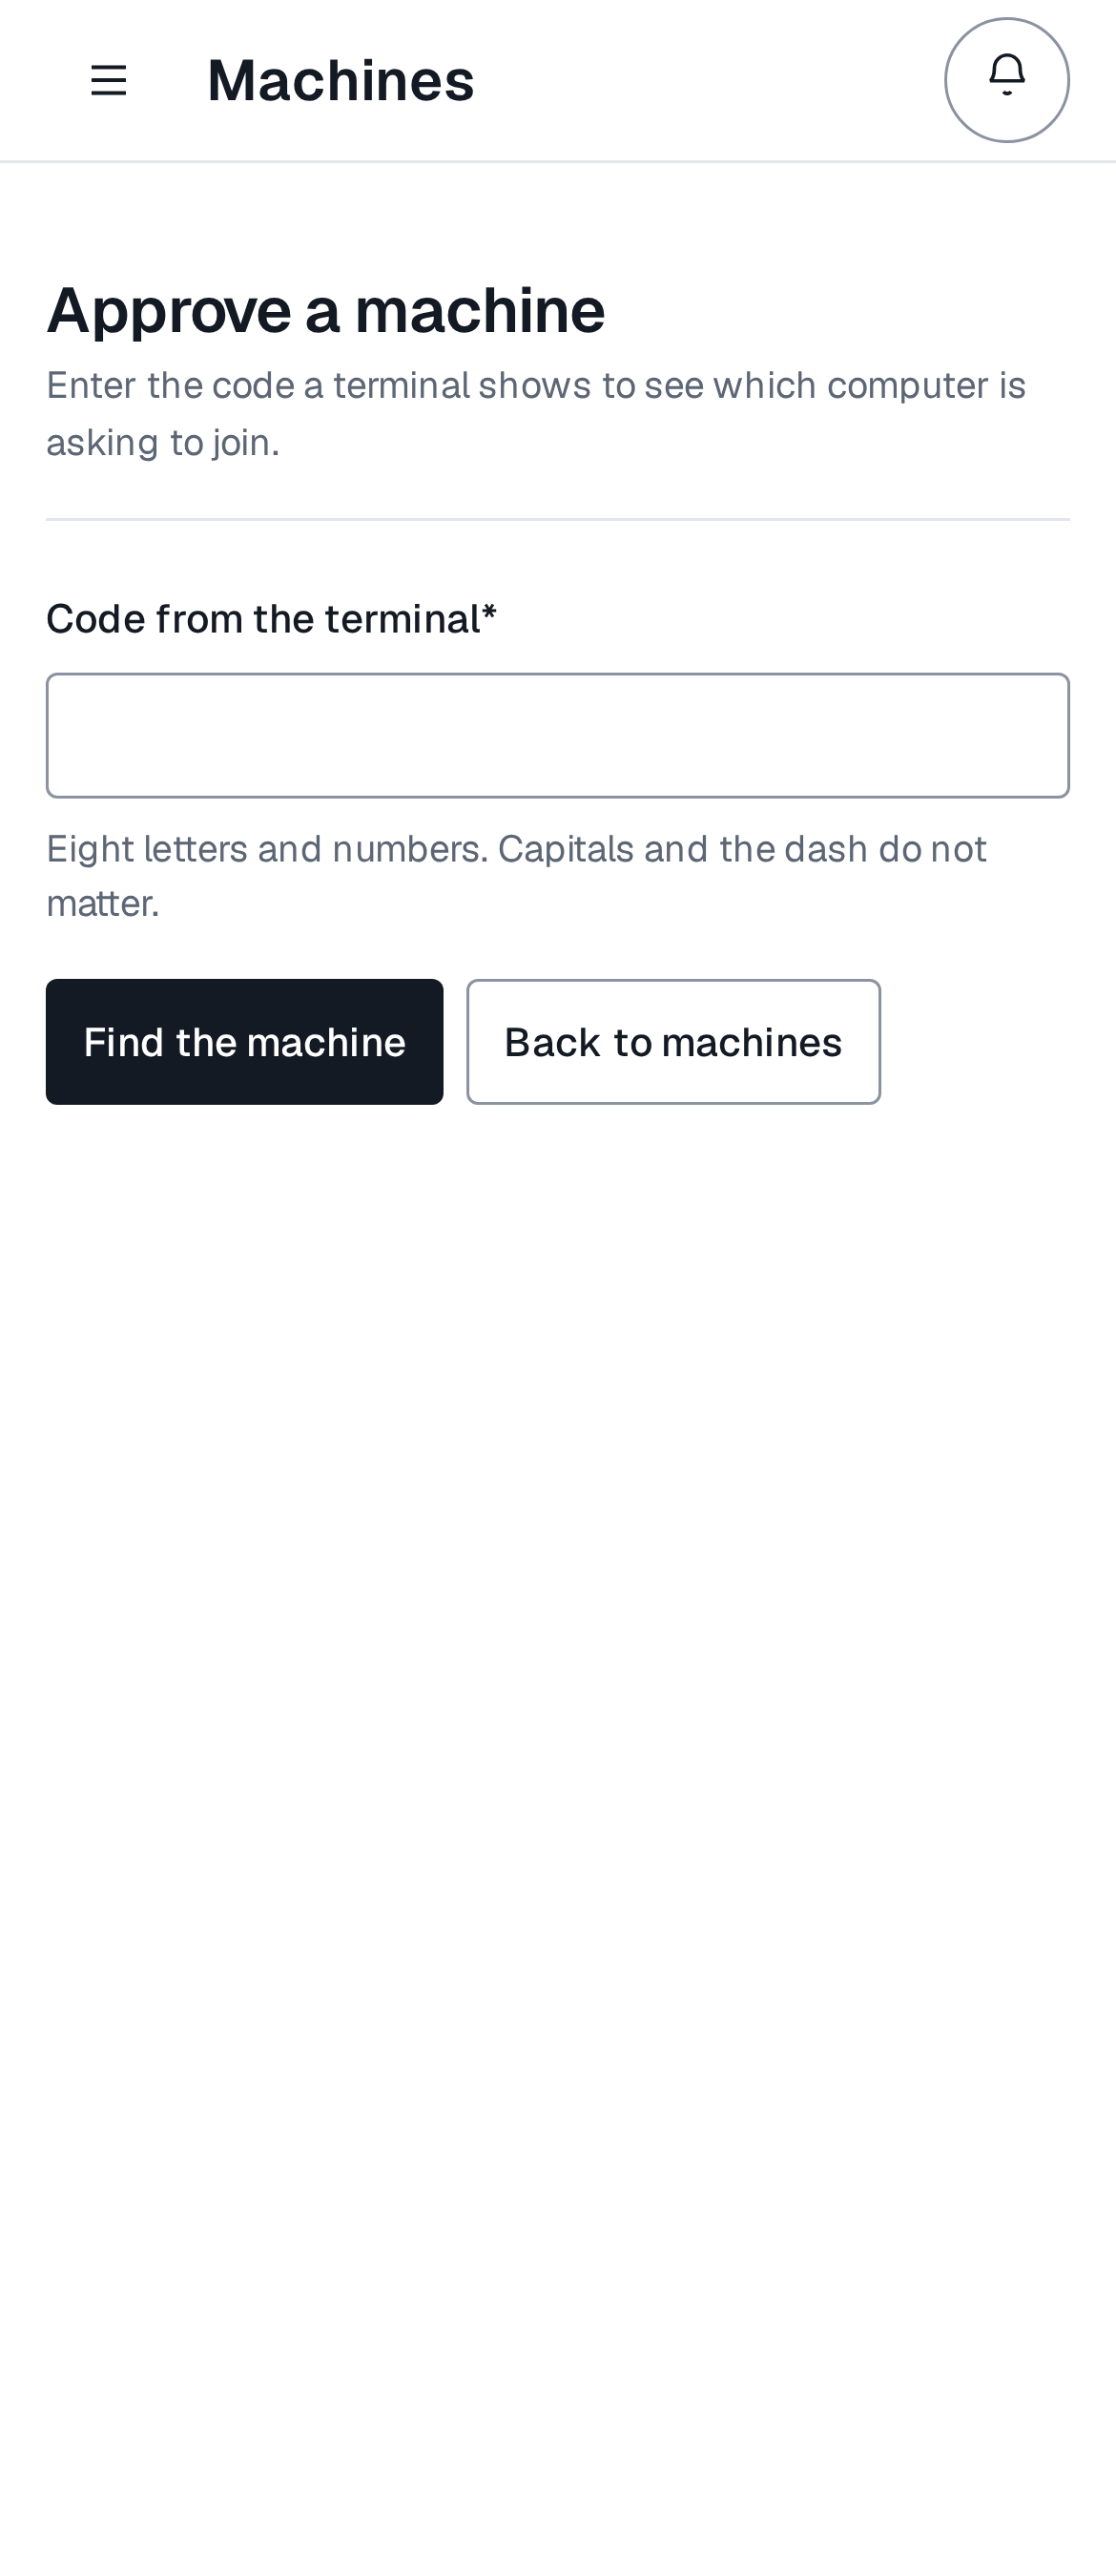 Machines
Approve a machine
Enter the code a terminal shows to see which computer is
asking to join.
Code from the terminal*
Eight letters and numbers. Capitals and the dash do not
matter.
Find the machine
Back to machines